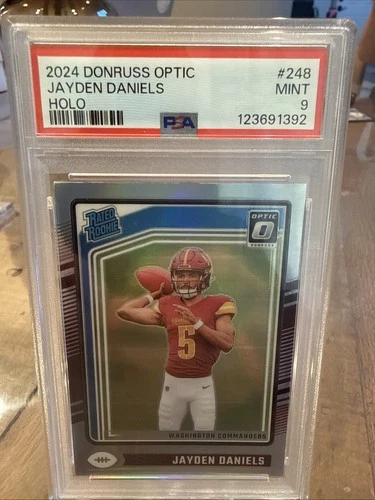 2024 DONRUSS OPTIC #248
JAYDEN DANIELS MINT
HOLO 9
PSA 123691392
RATED
ROOKIE
OPTIC
O
DONRUSS
5
WASHINGTON COMMANDERS
JAYDEN DANIELS